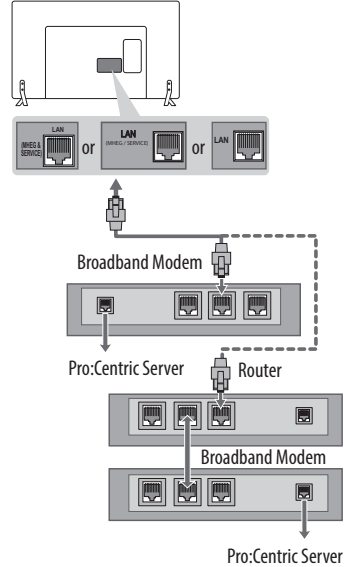 LAN
(MHEG &
SERVICE)
or
LAN
(MHEG / SERVICE)
or
LAN
Broadband Modem
Pro:Centric Server
Router
Broadband Modem
Pro:Centric Server